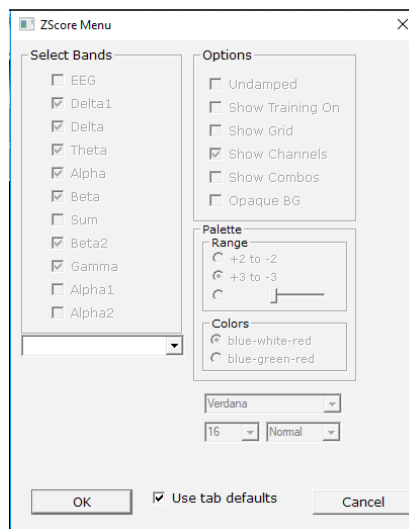 ZScore Menu
Select Bands
EEG
Delta1
Delta
Theta
Alpha
Beta
Sum
Beta2
Gamma
Alpha1
Alpha2
Options
Undamped
Show Training On
Show Grid
Show Channels
Show Combos
Opaque BG
Palette
Range
+2 to -2
+3 to -3
Colors
blue-white-red
blue-green-red
Verdana
16 Normal
OK Use tab defaults Cancel